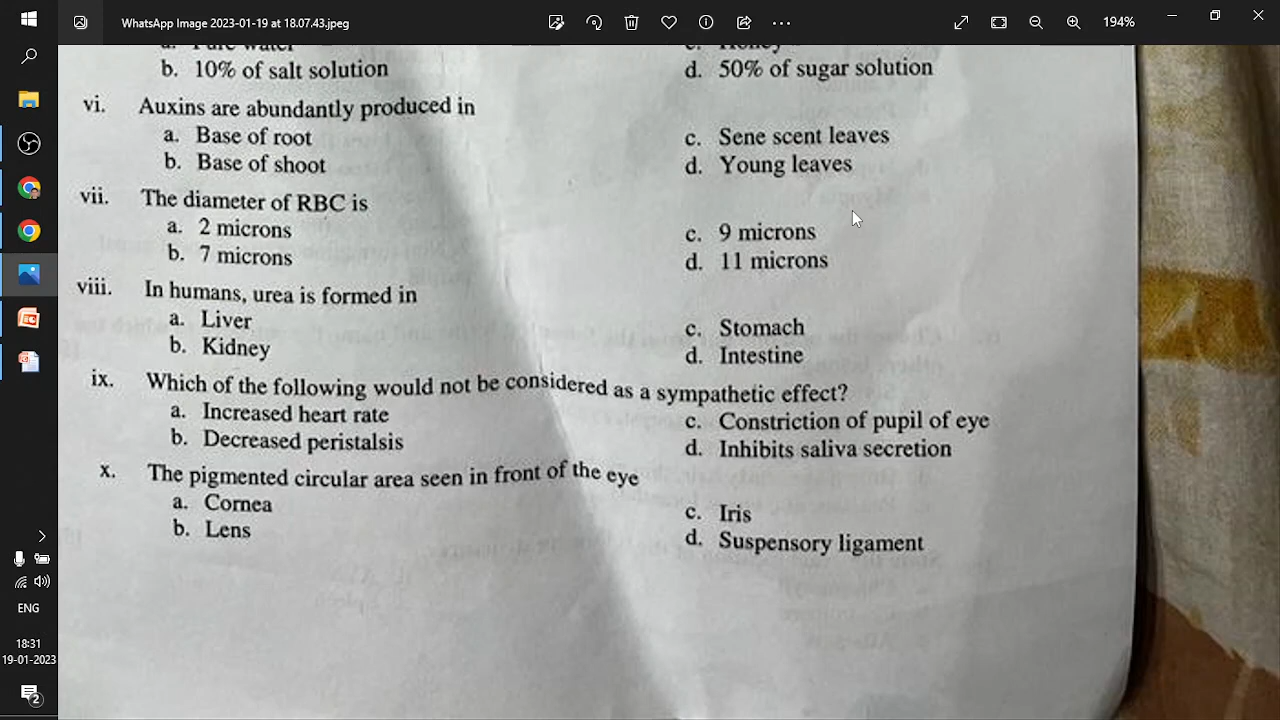 WhatsApp Image 2023-01-19 at 18.07.43.jpeg
194%
a. Pure water
c. Honey
b. 10% of salt solution
d. 50% of sugar solution
vi. Auxins are abundantly produced in
a. Base of root
c. Sene scent leaves
b. Base of shoot
d. Young leaves
vii. The diameter of RBC is
a. 2 microns
c. 9 microns
b. 7 microns
d. 11 microns
viii. In humans, urea is formed in
a. Liver
c. Stomach
b. Kidney
d. Intestine
ix. Which of the following would not be considered as a sympathetic effect?
a. Increased heart rate
c. Constriction of pupil of eye
b. Decreased peristalsis
d. Inhibits saliva secretion
x. The pigmented circular area seen in front of the eye
a. Cornea
c. Iris
b. Lens
d. Suspensory ligament
ENG
18:31
19-01-2023
2